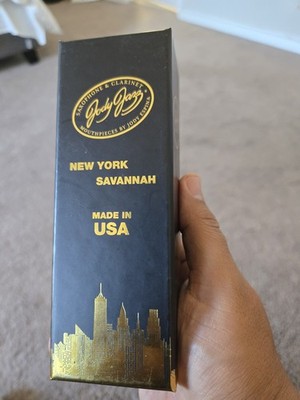 SAXOPHONE & CLARINET
Jody Jazz
MOUTHPIECES BY JODY ESPINA
NEW YORK
SAVANNAH
MADE IN
USA